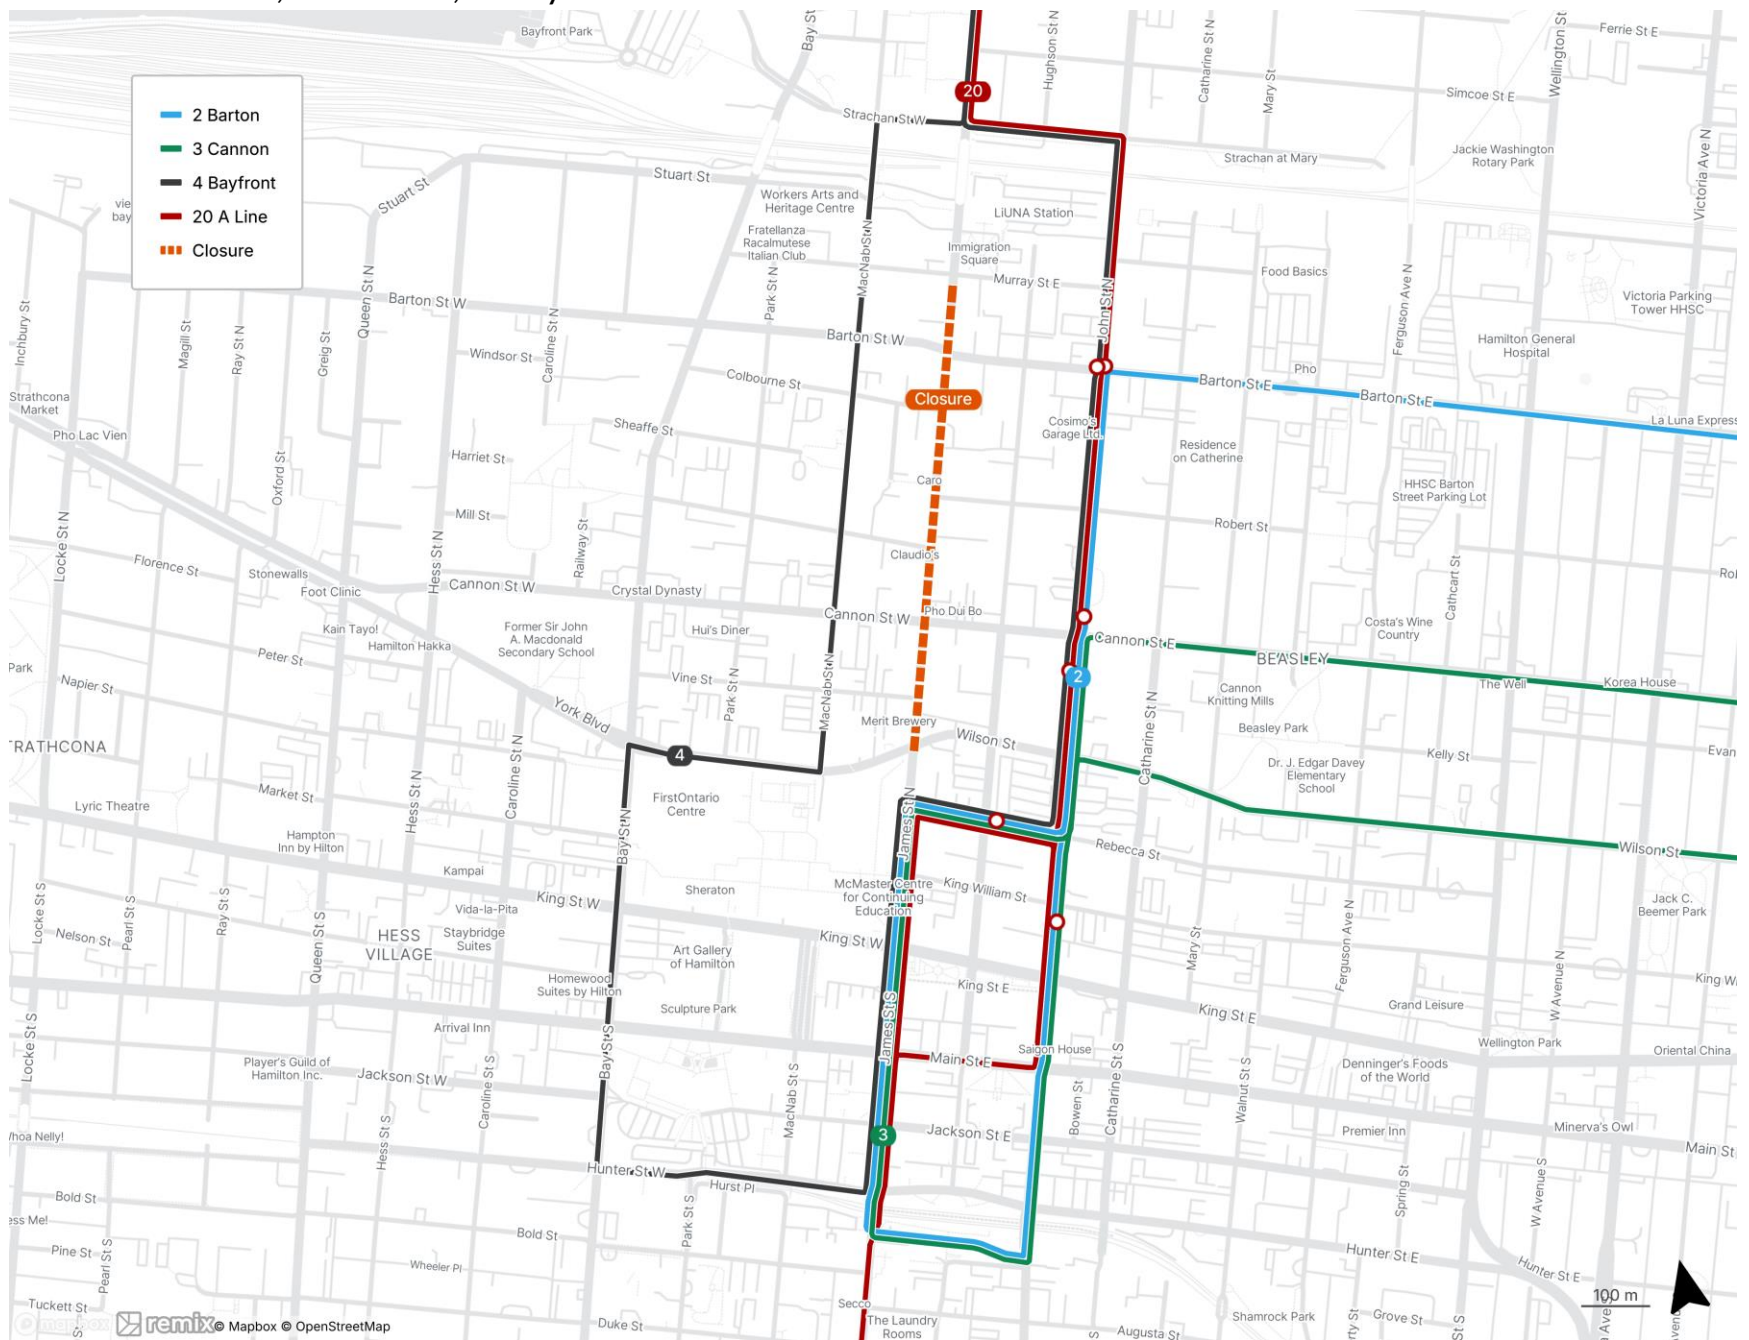 Bayfront Park
Bay St
Hughson St N
Catharine St N
Mary St
Wellington St
Ferrie St E
Simcoe St E
2 Barton
3 Cannon
4 Bayfront
20 A Line
Closure
20
Strachan St W
Strachan at Mary
Jackie Washington
Rotary Park
Victoria Ave N
Stuart St
Stuart St
Workers Arts and
Heritage Centre
LiUNA Station
Fratellanza
Racalmutese
Italian Club
Immigration
Square
Murray St E
MacNab St N
Park St N
John St N
Food Basics
Ferguson Ave N
Victoria Parking
Tower HHSC
Hamilton General
Hospital
Inchbury St
Magill St
Ray St N
Greig St
Queen St N
Barton St W
Barton St W
Windsor St
Caroline St N
Colbourne St
Closure
Pho
Barton St E
Barton St E
La Luna Express
Strathcona
Market
Pho Lac Vien
Sheaffe St
Cosimo's
Garage Ltd.
Residence
on Catherine
Harriet St
Oxford St
Caro
HHSC Barton
Street Parking Lot
Mill St
Railway St
Robert St
Locke St N
Hess St N
Florence St
Stonewalls
Foot Clinic
Claudio's
Cannon St W
Crystal Dynasty
Cannon St W
Pho Dui Bo
Cathcart St
Kain Tayo!
Hamilton Hakka
Former Sir John
A. Macdonald
Secondary School
Hui's Diner
Costa's Wine
Country
Cannon St E
BEASLEY
Park
Peter St
Napier St
Vine St
Park St N
MacNab St N
2
Cannon
Knitting Mills
The Well
Korea House
York Blvd
Merit Brewery
Wilson St
Catharine St N
Beasley Park
Kelly St
Evan
TRATHCONA
4
Caroline St N
Hess St N
Dr. J. Edgar Davey
Elementary
School
Market St
Lyric Theatre
FirstOntario
Centre
James St N
Hampton
Inn by Hilton
Bay St N
Rebecca St
Wilson St
Kampai
Sheraton
McMaster Centre
for Continuing
Education
King William St
Jack C.
Beemer Park
Locke St S
Pearl St S
Ray St S
Queen St S
King St W
Vida-la-Pita
Staybridge
Suites
Nelson St
HESS
VILLAGE
King St W
Art Gallery
of Hamilton
Mary St
Ferguson Ave N
W Avenue N
Homewood
Suites by Hilton
King St E
King W
Sculpture Park
Grand Leisure
King St E
Arrival Inn
James St S
Locke St S
Bay St S
Main St E
Saigon House
Wellington Park
Oriental China
Player's Guild of
Hamilton Inc.
Jackson St W
Caroline St S
MacNab St S
Bowen St
Catharine St S
Walnut St S
Denninger's Foods
of the World
3
Jackson St E
Premier Inn
Minerva's Owl
Main St
Whoa Nelly!
Hess St S
Hunter St W
Hurst Pl
Spring St
W Avenue S
Bold St
Bold St
Park St S
ess Me!
Pine St
Pearl St S
Wheeler Pl
Hunter St E
Hunter St E
100 m
Tuckett St
Secco
The Laundry
Rooms
Duke St
Augusta St
Shamrock Park
Grove St
mapbox
remix
© Mapbox © OpenStreetMap